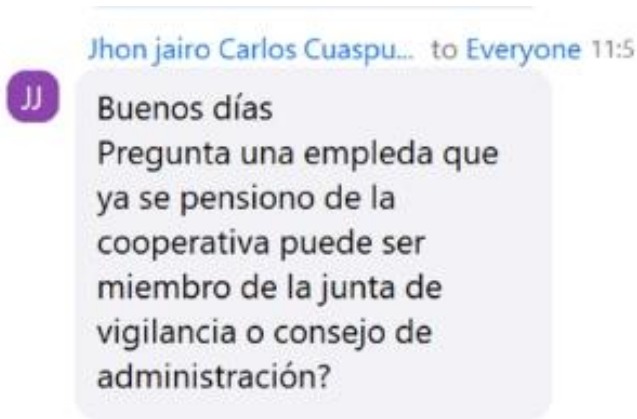 Jhon jairo Carlos Cuaspu... to Everyone 11:5
JJ
Buenos días
Pregunta una empleda que
ya se pensiono de la
cooperativa puede ser
miembro de la junta de
vigilancia o consejo de
administración?